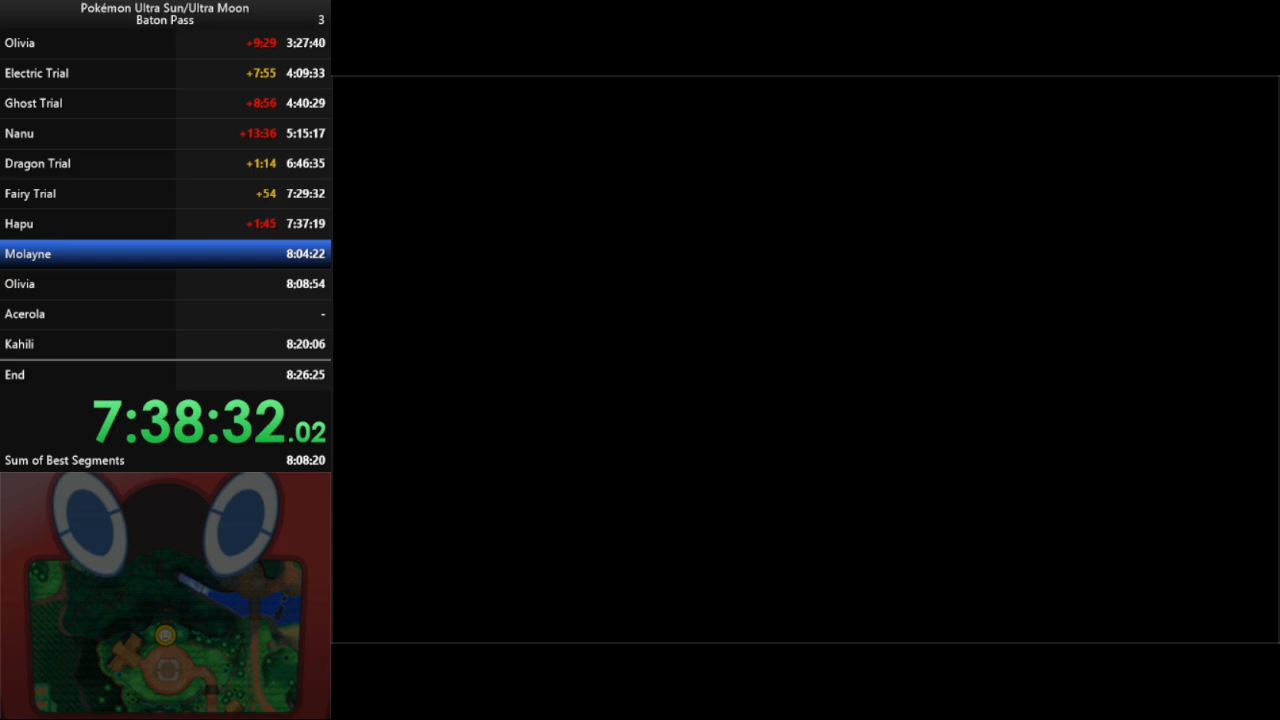 Pokémon Ultra Sun/Ultra Moon
Baton Pass 3
Olivia +9:29 3:27:40
Electric Trial +7:55 4:09:33
Ghost Trial +8:56 4:40:29
Nanu +13:36 5:15:17
Dragon Trial +1:14 6:46:35
Fairy Trial +54 7:29:32
Hapu +1:45 7:37:19
Molayne 8:04:22
Olivia 8:08:54
Acerola -
Kahili 8:20:06
End 8:26:25
7:38:32.02
Sum of Best Segments 8:08:20